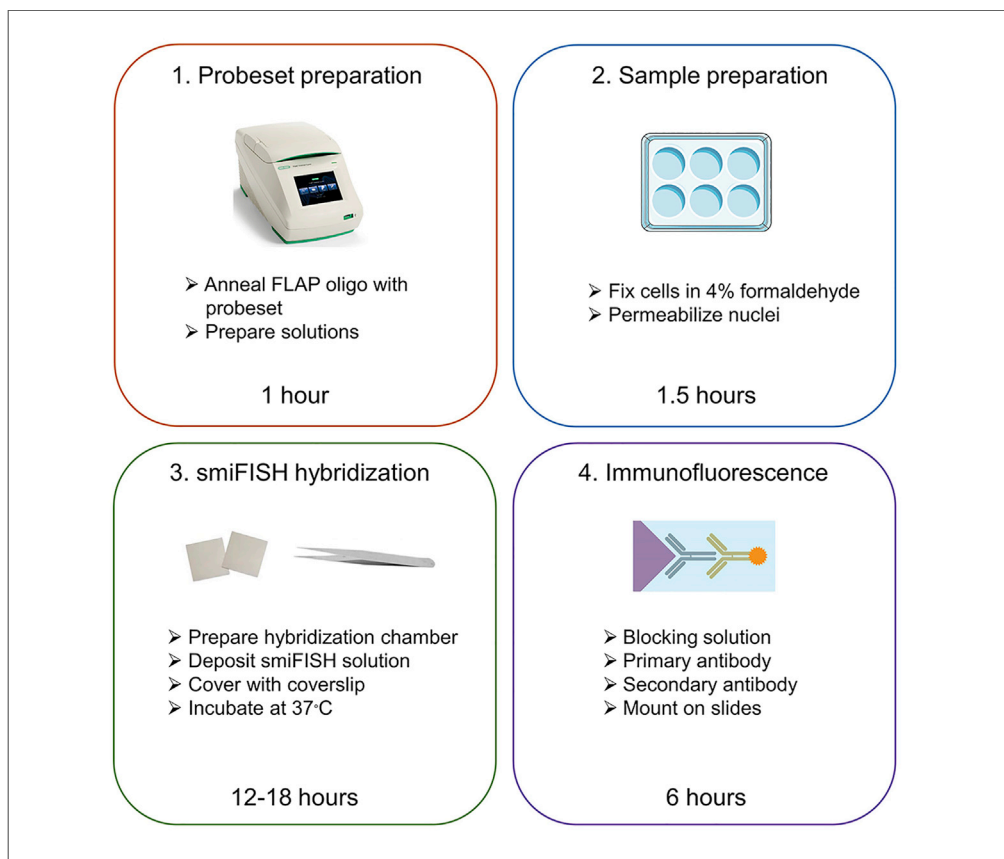 1. Probeset preparation
➢ Anneal FLAP oligo with
probeset
➢ Prepare solutions
1 hour
2. Sample preparation
➢ Fix cells in 4% formaldehyde
➢ Permeabilize nuclei
1.5 hours
3. smiFISH hybridization
➢ Prepare hybridization chamber
➢ Deposit smiFISH solution
➢ Cover with coverslip
➢ Incubate at 37°C
12-18 hours
4. Immunofluorescence
➢ Blocking solution
➢ Primary antibody
➢ Secondary antibody
➢ Mount on slides
6 hours